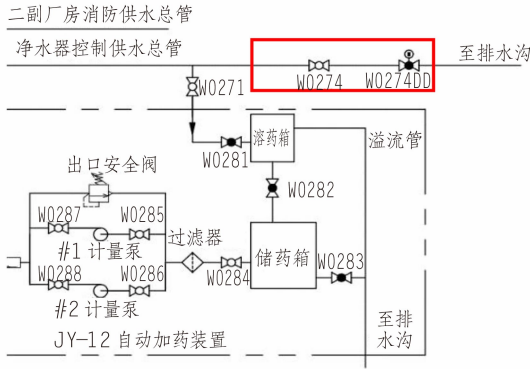 二副厂房消防供水总管
净水器控制供水总管
至排水沟
W0274
W0274DD
W0271
溶药箱
溢流管
W0281
出口安全阀
W0282
W0287
W0285
#1 计量泵
过滤器
储药箱
W0288
W0286
W0284
W0283
#2 计量泵
至排
水沟
JY-12 自动加药装置